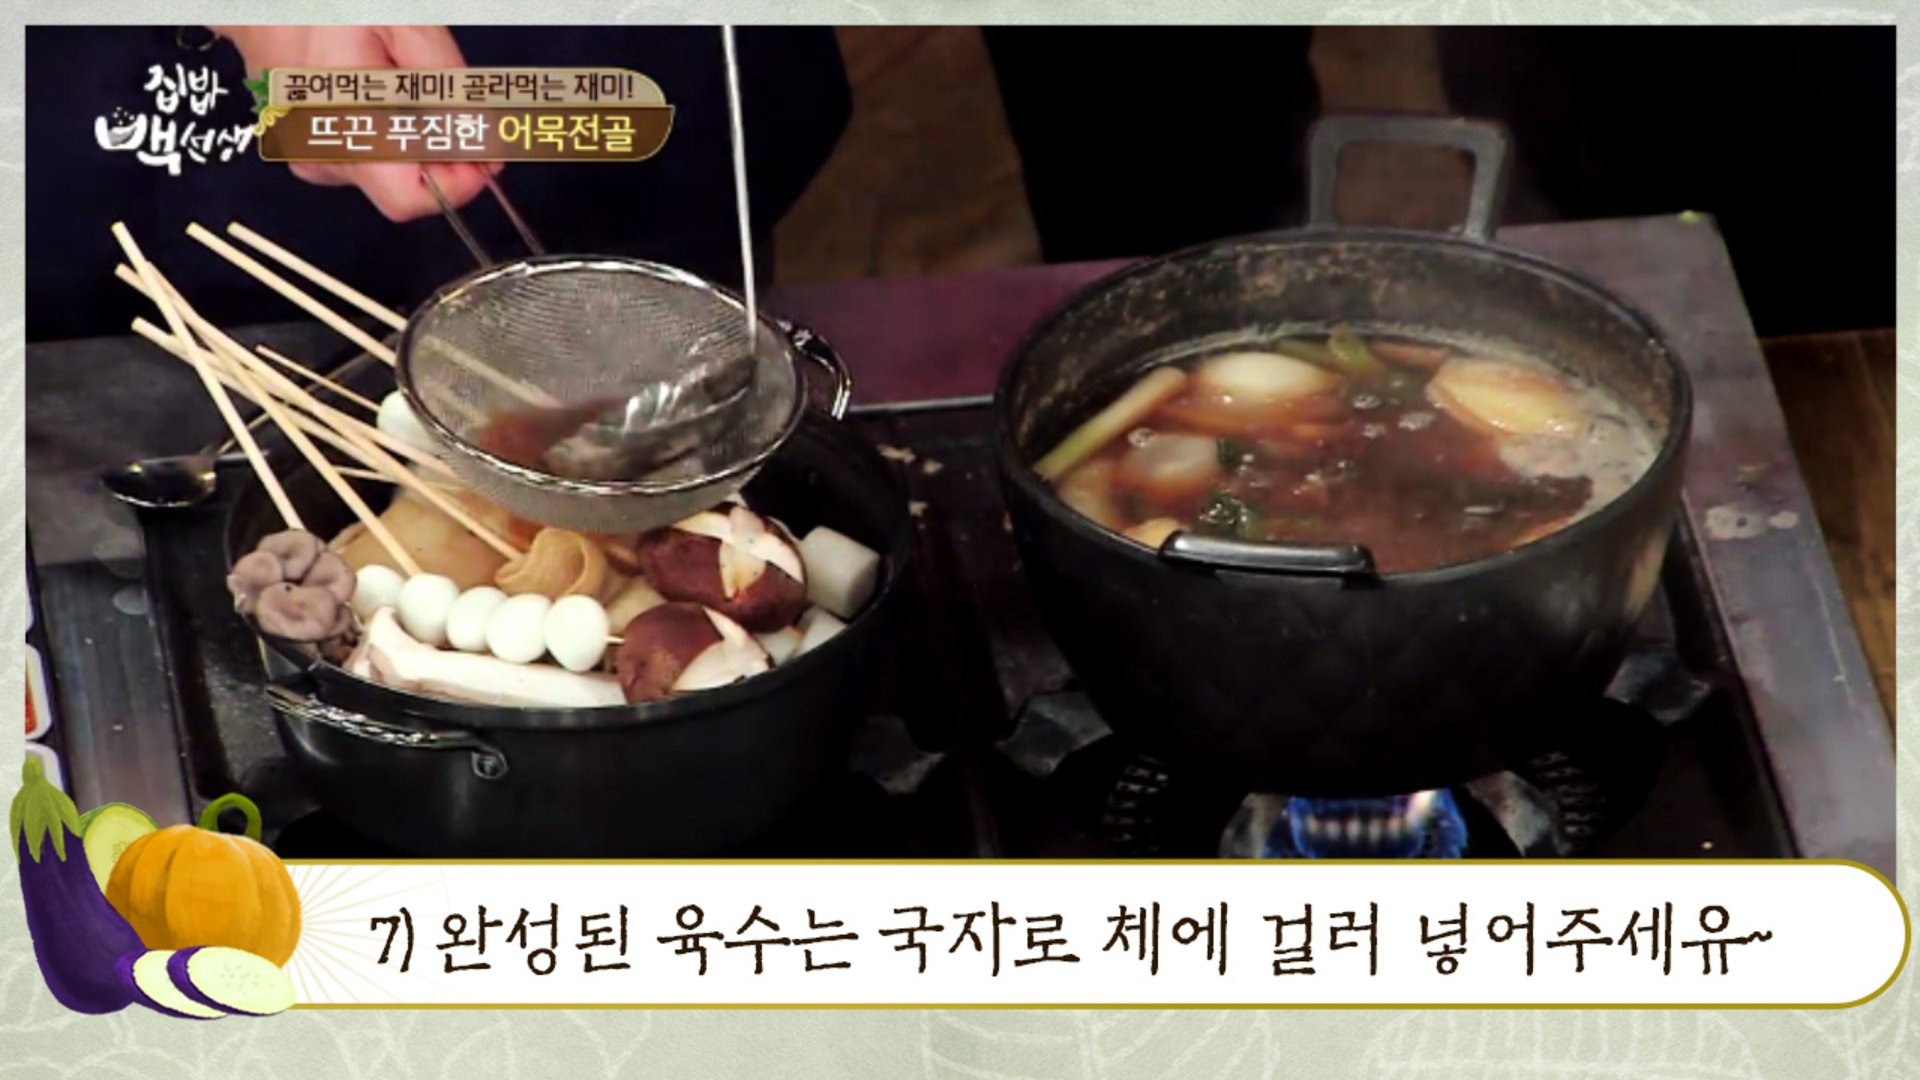 집밥
백선생
끓여먹는 재미! 골라먹는 재미!
뜨끈 푸짐한 어묵전골
7) 완성된 육수는 국자로 체에 걸러 넣어주세유~